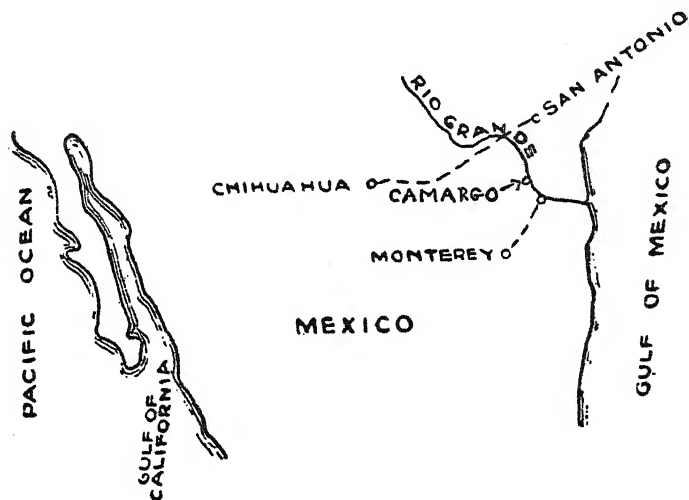 SAN ANTONIO
RIO GRANDE
CHIHUAHUA
CAMARGO
MONTEREY
MEXICO
PACIFIC OCEAN
GULF OF
CALIFORNIA
GULF OF MEXICO